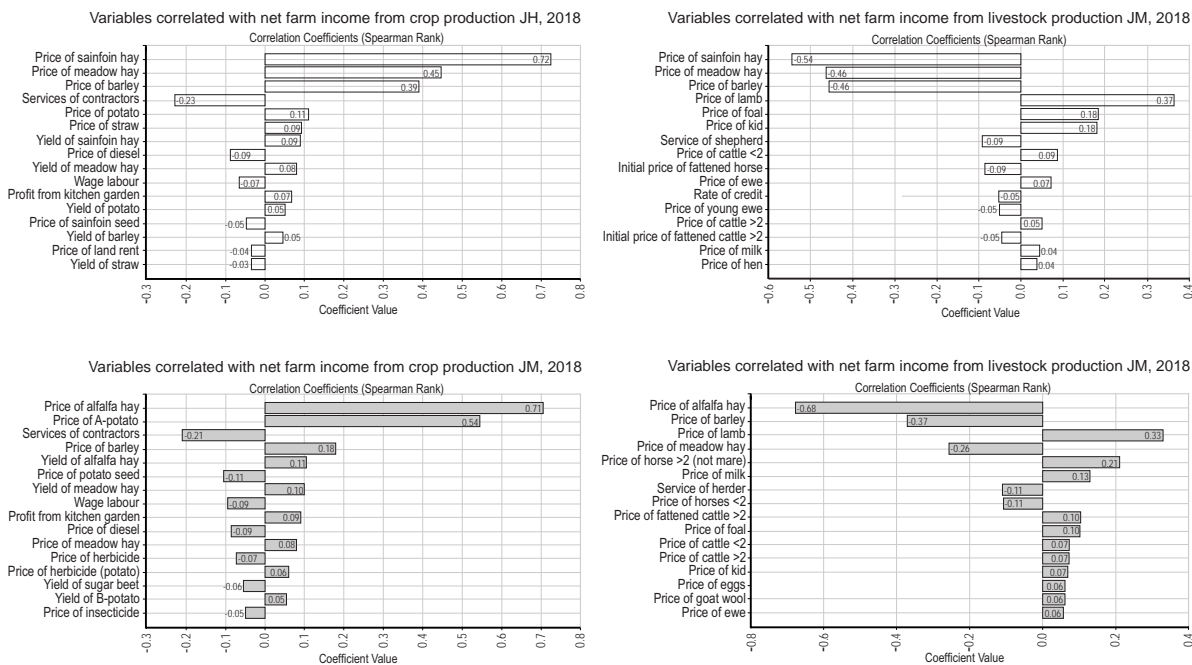 Variables correlated with net farm income from crop production JH, 2018
Correlation Coefficients (Spearman Rank)
Price of sainfoin hay 0.72
Price of meadow hay 0.45
Price of barley 0.39
Services of contractors -0.23
Price of potato 0.11
Price of straw 0.09
Yield of sainfoin hay 0.09
Price of diesel -0.09
Yield of meadow hay 0.08
Wage labour -0.07
Profit from kitchen garden 0.07
Yield of potato 0.05
Price of sainfoin seed -0.05
Yield of barley 0.05
Price of land rent -0.04
Yield of straw -0.03
-0.3 -0.2 -0.1 0.0 0.1 0.2 0.3 0.4 0.5 0.6 0.7 0.8
Coefficient Value
Variables correlated with net farm income from livestock production JM, 2018
Correlation Coefficients (Spearman Rank)
Price of sainfoin hay -0.54
Price of meadow hay -0.46
Price of barley -0.46
Price of lamb 0.37
Price of foal 0.18
Price of kid 0.18
Service of shepherd -0.09
Price of cattle <2 0.09
Initial price of fattened horse -0.09
Price of ewe 0.07
Rate of credit -0.05
Price of young ewe -0.05
Price of cattle >2 0.05
Initial price of fattened cattle >2 -0.05
Price of milk 0.04
Price of hen 0.04
-0.6 -0.5 -0.4 -0.3 -0.2 -0.1 0.0 0.1 0.2 0.3 0.4
Coefficient Value
Variables correlated with net farm income from crop production JM, 2018
Correlation Coefficients (Spearman Rank)
Price of alfalfa hay 0.71
Price of A-potato 0.54
Services of contractors -0.21
Price of barley 0.18
Yield of alfalfa hay 0.11
Price of potato seed -0.11
Yield of meadow hay 0.10
Wage labour -0.09
Profit from kitchen garden 0.09
Price of diesel -0.09
Price of meadow hay 0.08
Price of herbicide -0.07
Price of herbicide (potato) 0.06
Yield of sugar beet -0.06
Yield of B-potato 0.05
Price of insecticide -0.05
-0.3 -0.2 -0.1 0.0 0.1 0.2 0.3 0.4 0.5 0.6 0.7 0.8
Coefficient Value
Variables correlated with net farm income from livestock production JM, 2018
Correlation Coefficients (Spearman Rank)
Price of alfalfa hay -0.68
Price of barley -0.37
Price of lamb 0.33
Price of meadow hay -0.26
Price of horse >2 (not mare) 0.21
Price of milk 0.13
Service of herder -0.11
Price of horses <2 -0.11
Price of fattened cattle >2 0.10
Price of foal 0.10
Price of cattle <2 0.07
Price of cattle >2 0.07
Price of kid 0.07
Price of eggs 0.06
Price of goat wool 0.06
Price of ewe 0.06
-0.8 -0.6 -0.4 -0.2 0.0 0.2 0.4
Coefficient Value